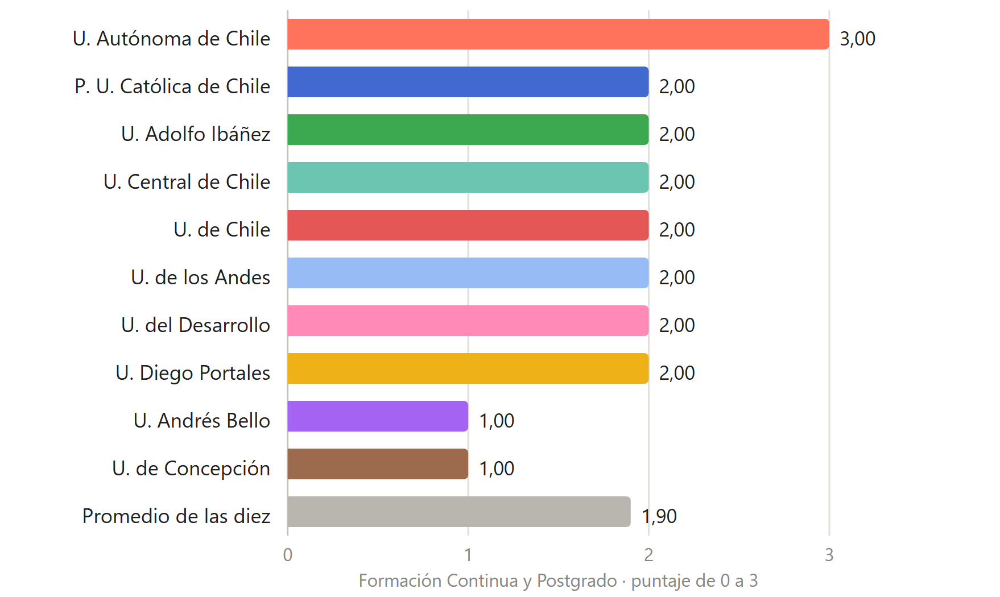 U. Autónoma de Chile 3,00
P. U. Católica de Chile 2,00
U. Adolfo Ibáñez 2,00
U. Central de Chile 2,00
U. de Chile 2,00
U. de los Andes 2,00
U. del Desarrollo 2,00
U. Diego Portales 2,00
U. Andrés Bello 1,00
U. de Concepción 1,00
Promedio de las diez 1,90
0 1 2 3
Formación Continua y Postgrado · puntaje de 0 a 3